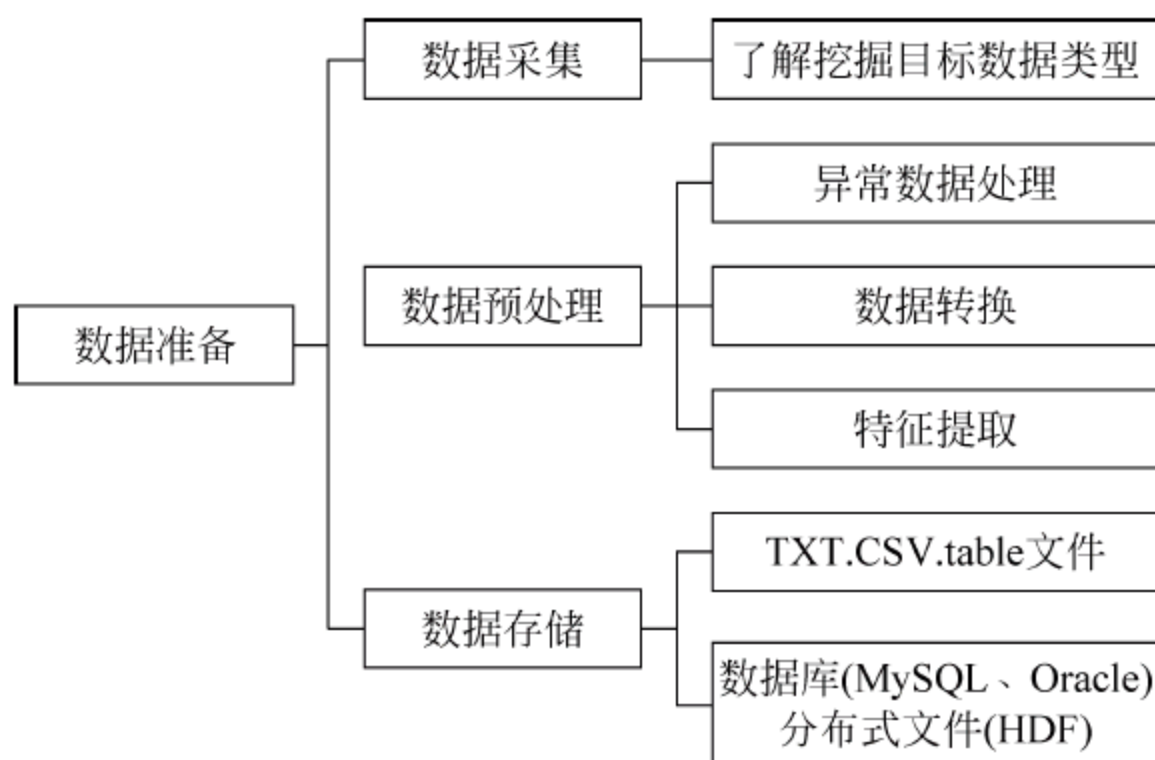 数据采集
了解挖掘目标数据类型
异常数据处理
数据预处理
数据转换
数据准备
特征提取
TXT.CSV.table文件
数据存储
数据库(MySQL、Oracle)
分布式文件(HDF)